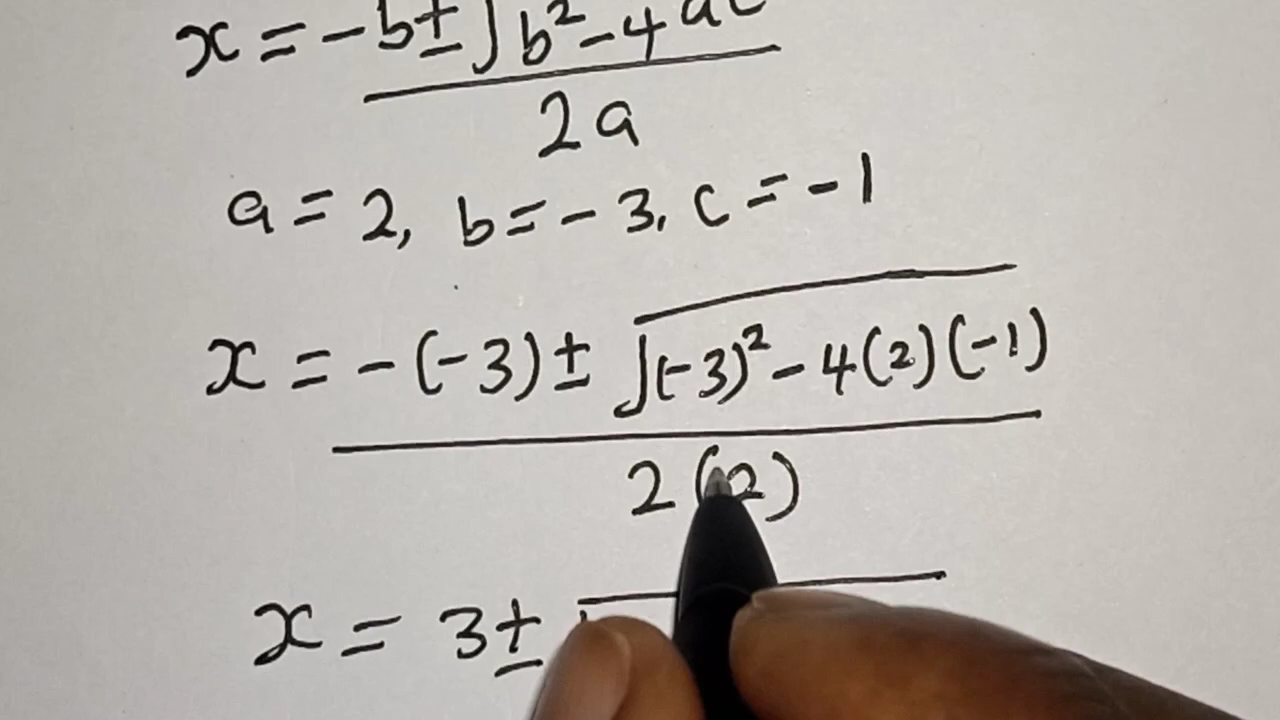 x = -b ± √b² - 4ac
2a
a = 2, b = -3, c = -1
x = -(-3) ± √(-3)² - 4(2)(-1)
2(2)
x = 3 ±